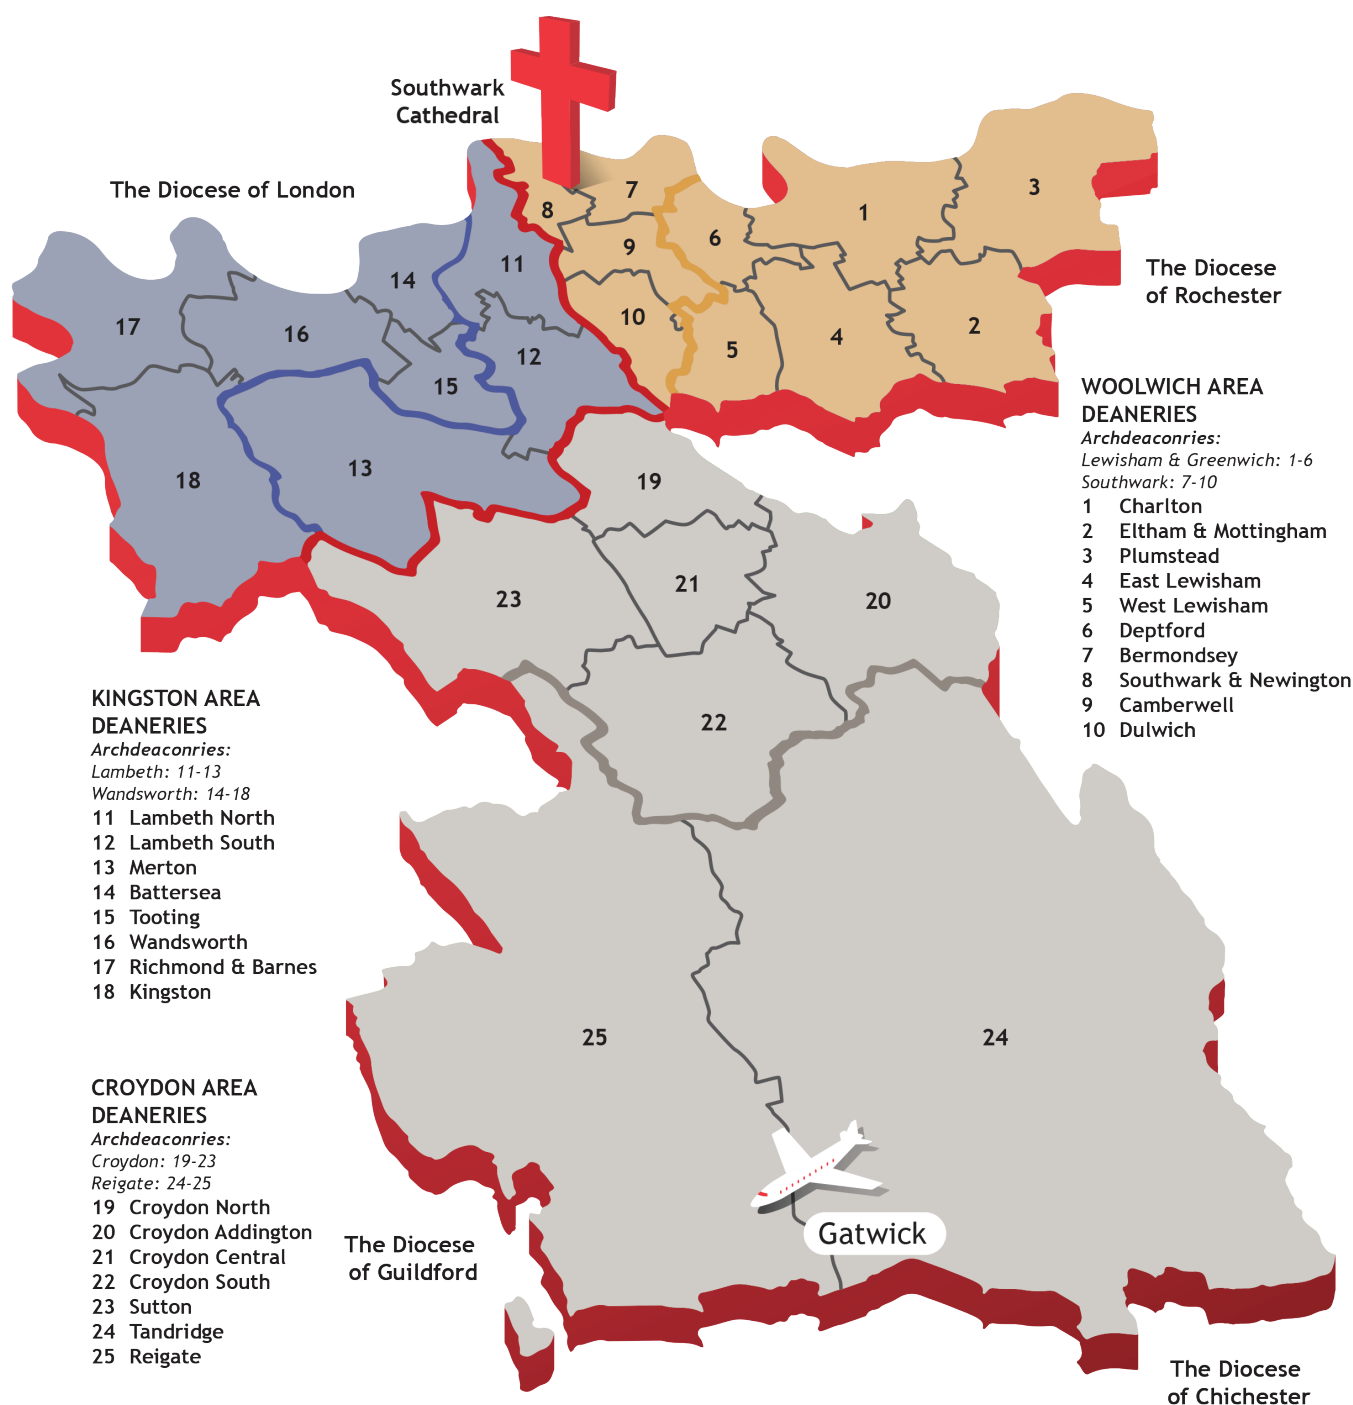 Southwark
Cathedral
The Diocese of London
The Diocese
of Rochester
7
3
8
1
6
9
11
14
10
2
17
16
4
5
12
15
13
18
19
21
23
20
22
25
24
WOOLWICH AREA
DEANERIES
Archdeaconries:
Lewisham & Greenwich: 1-6
Southwark: 7-10
1 Charlton
2 Eltham & Mottingham
3 Plumstead
4 East Lewisham
5 West Lewisham
6 Deptford
7 Bermondsey
8 Southwark & Newington
9 Camberwell
10 Dulwich
KINGSTON AREA
DEANERIES
Archdeaconries:
Lambeth: 11-13
Wandsworth: 14-18
11 Lambeth North
12 Lambeth South
13 Merton
14 Battersea
15 Tooting
16 Wandsworth
17 Richmond & Barnes
18 Kingston
CROYDON AREA
DEANERIES
Archdeaconries:
Croydon: 19-23
Reigate: 24-25
19 Croydon North
20 Croydon Addington
21 Croydon Central
22 Croydon South
23 Sutton
24 Tandridge
25 Reigate
Gatwick
The Diocese
of Guildford
The Diocese
of Chichester